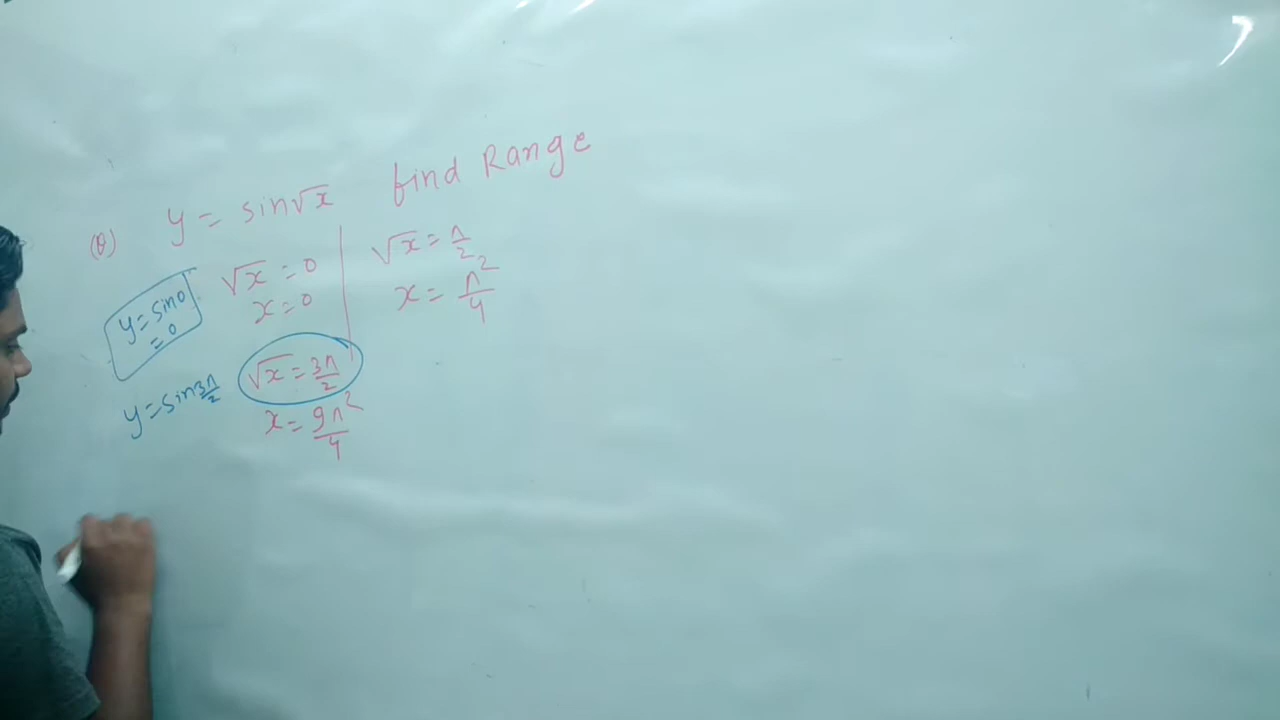 (Q) y = sin√x find Range
√x = 0
x = 0
√x = π/2
x = π²/4
y = sin0
= 0
√x = 3π/2
x = 9π²/4
y = sin3π/2